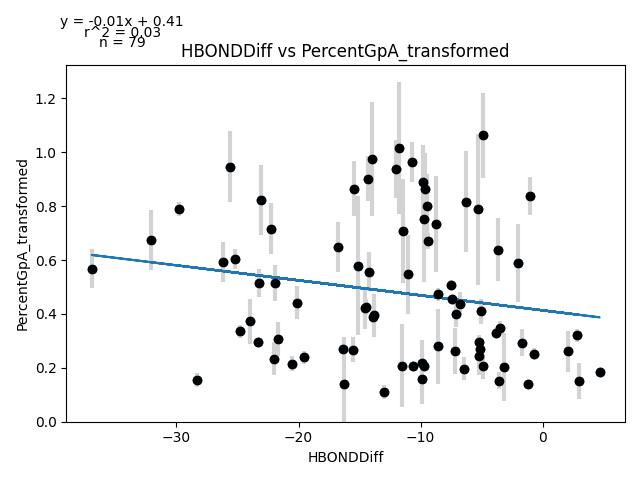 y = -0.01x + 0.41
r^2 = 0.03
n = 79
HBONDDiff vs PercentGpA_transformed
PercentGpA_transformed
1.2
1.0
0.8
0.6
0.4
0.2
0.0
−30
−20
−10
0
HBONDDiff